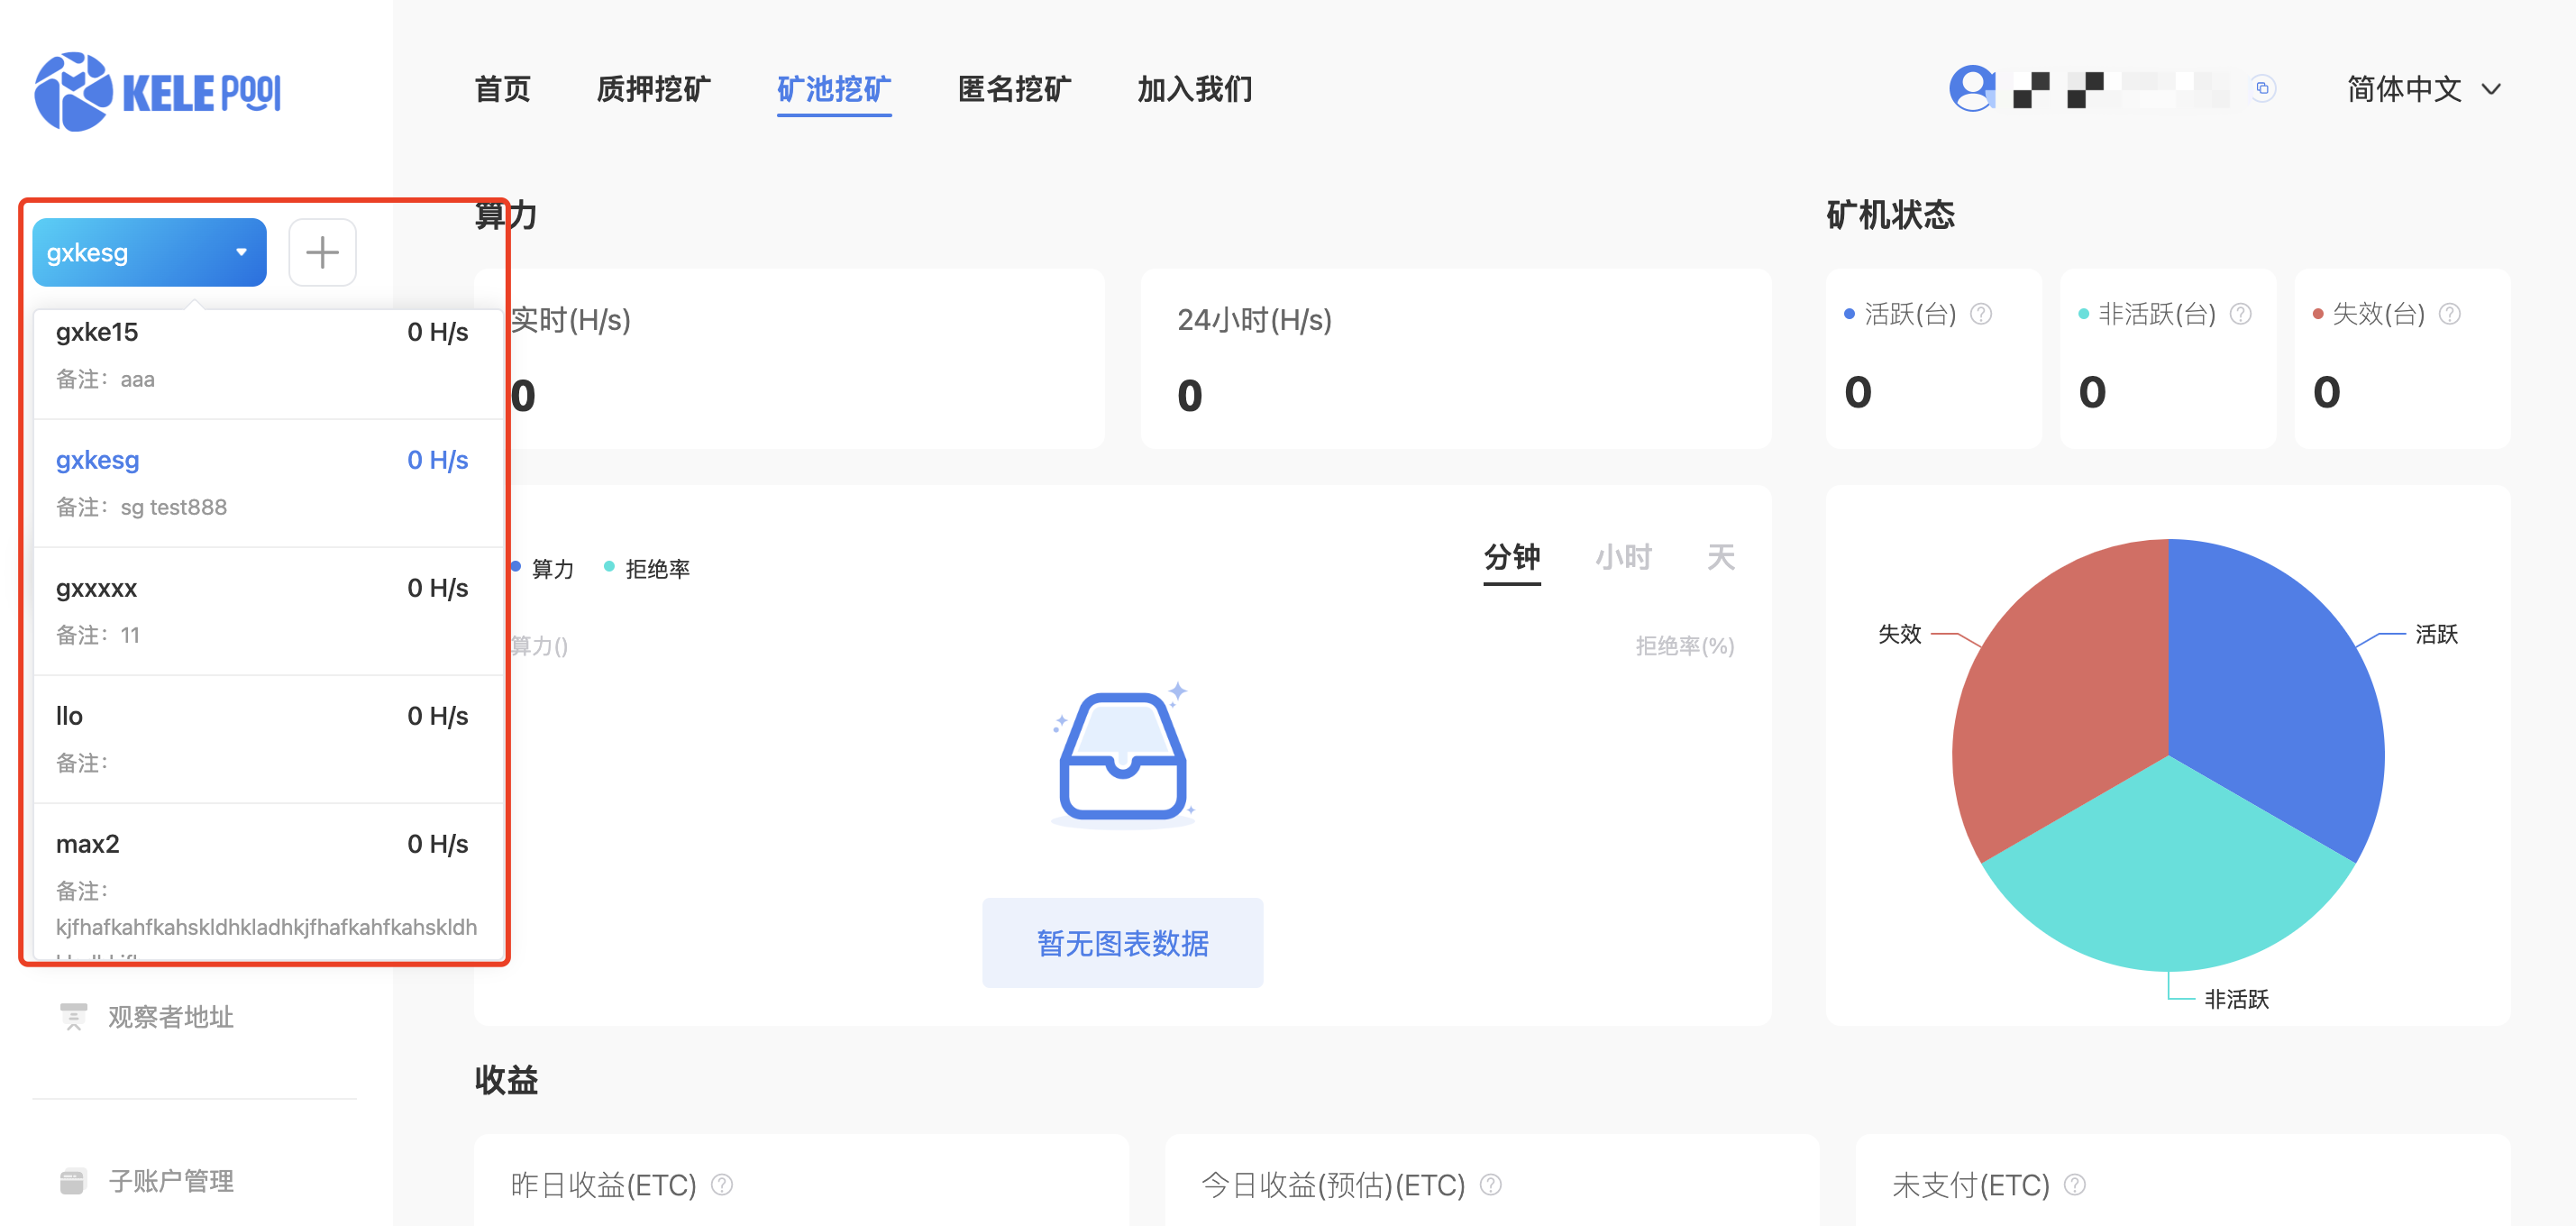 KELE POOl
首页
质押挖矿
矿池挖矿
匿名挖矿
加入我们
简体中文
gxkesg
gxke15
0 H/s
备注：aaa
gxkesg
0 H/s
备注：sg test888
gxxxxx
0 H/s
备注：11
llo
0 H/s
备注：
max2
0 H/s
备注：
kjfhafkahfkahskldhkladhkjfhafkahfkahskldh
观察者地址
子账户管理
算力
实时(H/s)
0
24小时(H/s)
0
矿机状态
活跃(台)
0
非活跃(台)
0
失效(台)
0
算力
拒绝率
分钟
小时
天
算力()
拒绝率(%)
暂无图表数据
失效
活跃
非活跃
收益
昨日收益(ETC)
今日收益(预估)(ETC)
未支付(ETC)